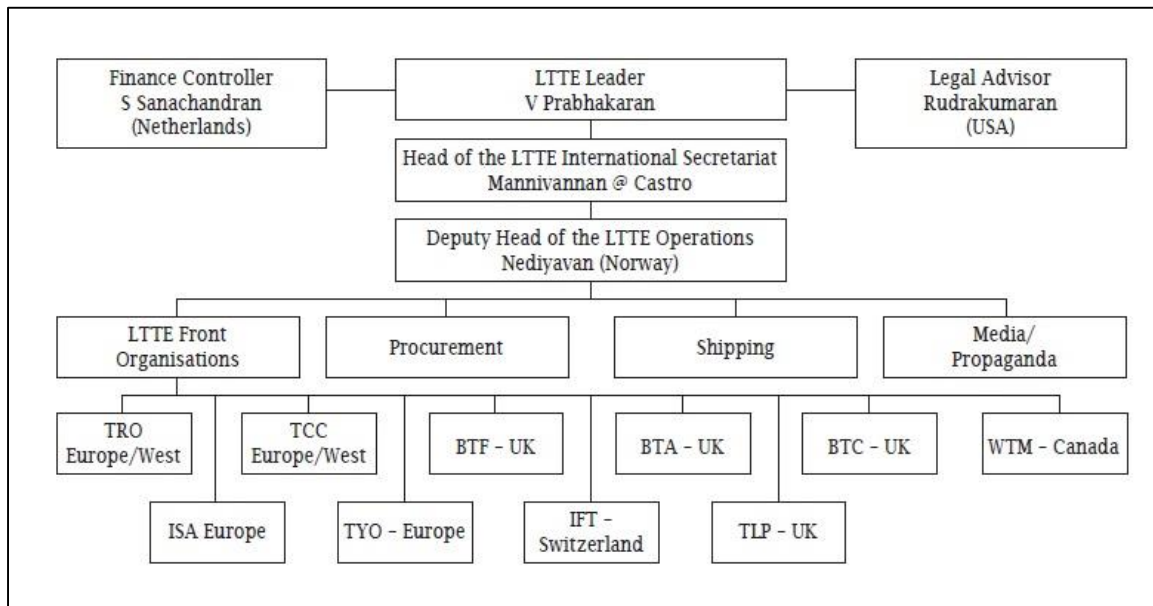 Finance Controller
S Sanachandran
(Netherlands)
LTTE Leader
V Prabhakaran
Legal Advisor
Rudrakumaran
(USA)
Head of the LTTE International Secretariat
Mannivannan @ Castro
Deputy Head of the LTTE Operations
Nediyavan (Norway)
LTTE Front
Organisations
Procurement
Shipping
Media/
Propaganda
TRO
Europe/West
TCC
Europe/West
BTF – UK
BTA – UK
BTC – UK
WTM – Canada
ISA Europe
TYO – Europe
IFT –
Switzerland
TLP – UK